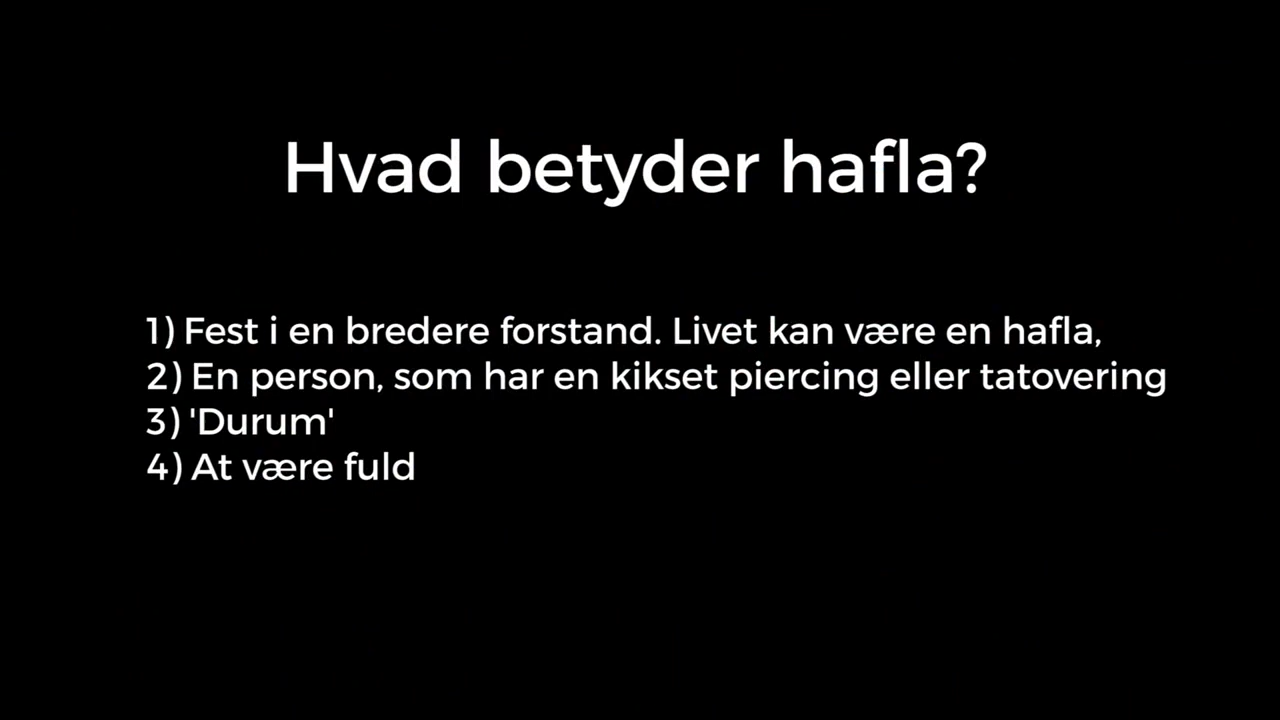 Hvad betyder hafla?
1) Fest i en bredere forstand. Livet kan være en hafla,
2) En person, som har en kikset piercing eller tatovering
3) 'Durum'
4) At være fuld